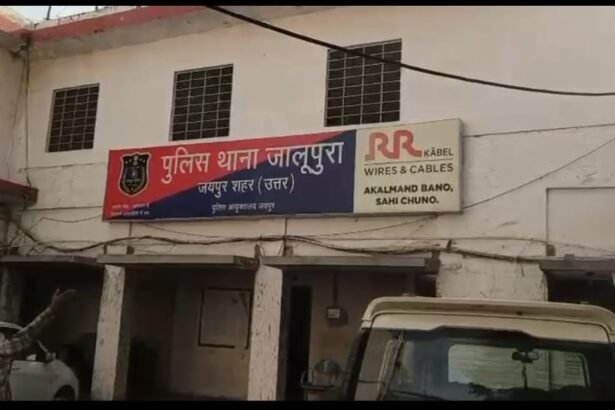 पुलिस थाना जालूपुरा
जयपुर शहर (उत्तर)
पुलिस आयुक्तालय जयपुर
RR KABEL
WIRES & CABLES
AKALMAND BANO,
SAHI CHUNO.